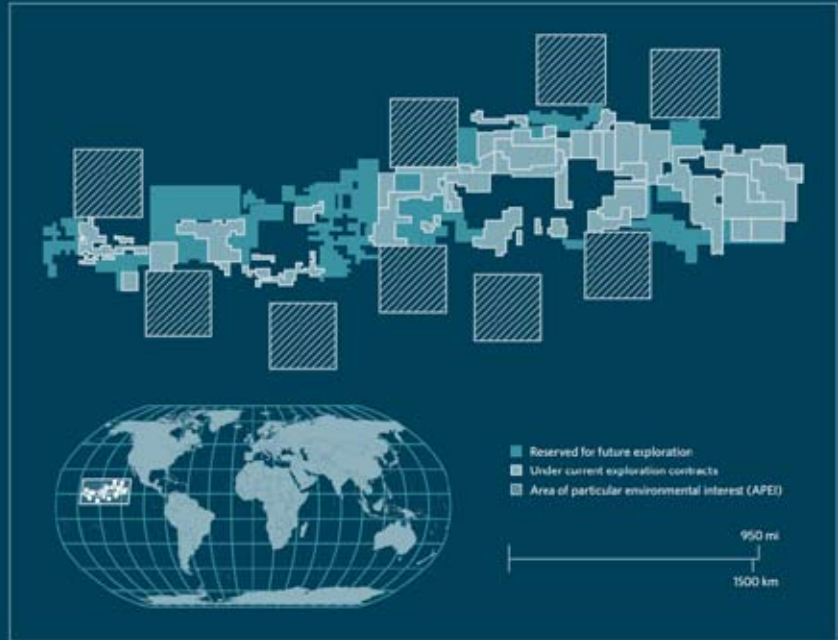 Reserved for future exploration
Under current exploration contracts
Area of particular environmental interest (APEI)
950 mi
1500 km